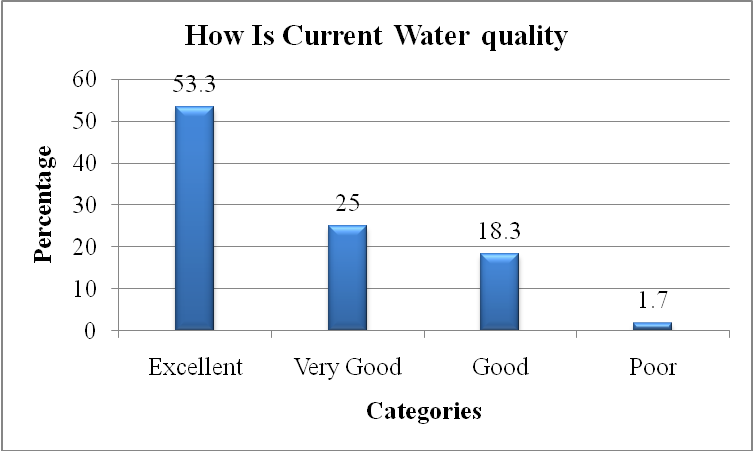 How Is Current Water quality
60
50
40
30
20
10
0
Percentage
53.3
25
18.3
1.7
Excellent
Very Good
Good
Poor
Categories